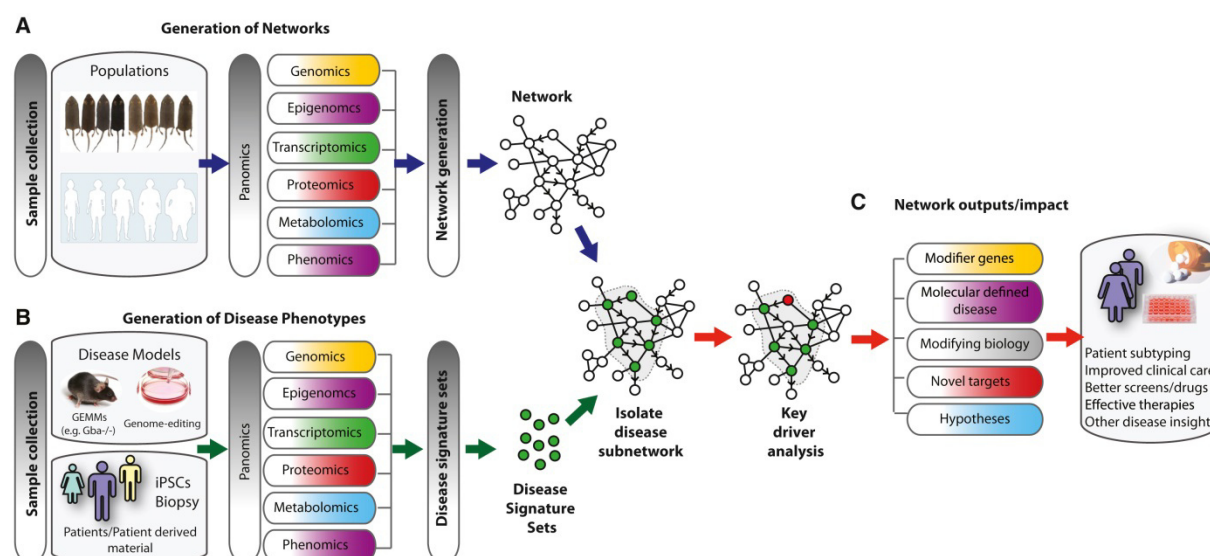 A
Generation of Networks
Sample collection
Populations
Panomics
Genomics
Epigenomcs
Transcriptomics
Proteomics
Metabolomics
Phenomics
Network generation
Network
B
Generation of Disease Phenotypes
Sample collection
Disease Models
GEMMs
(e.g. Gba-/-)
Genome-editing
iPSCs
Biopsy
Patients/Patient derived
material
Panomics
Genomics
Epigenomcs
Transcriptomics
Proteomics
Metabolomics
Phenomics
Disease signature sets
Disease
Signature
Sets
Isolate
disease
subnetwork
Key
driver
analysis
C
Network outputs/impact
Modifier genes
Molecular defined
disease
Modifying biology
Novel targets
Hypotheses
Patient subtyping
Improved clinical care
Better screens/drugs
Effective therapies
Other disease insight